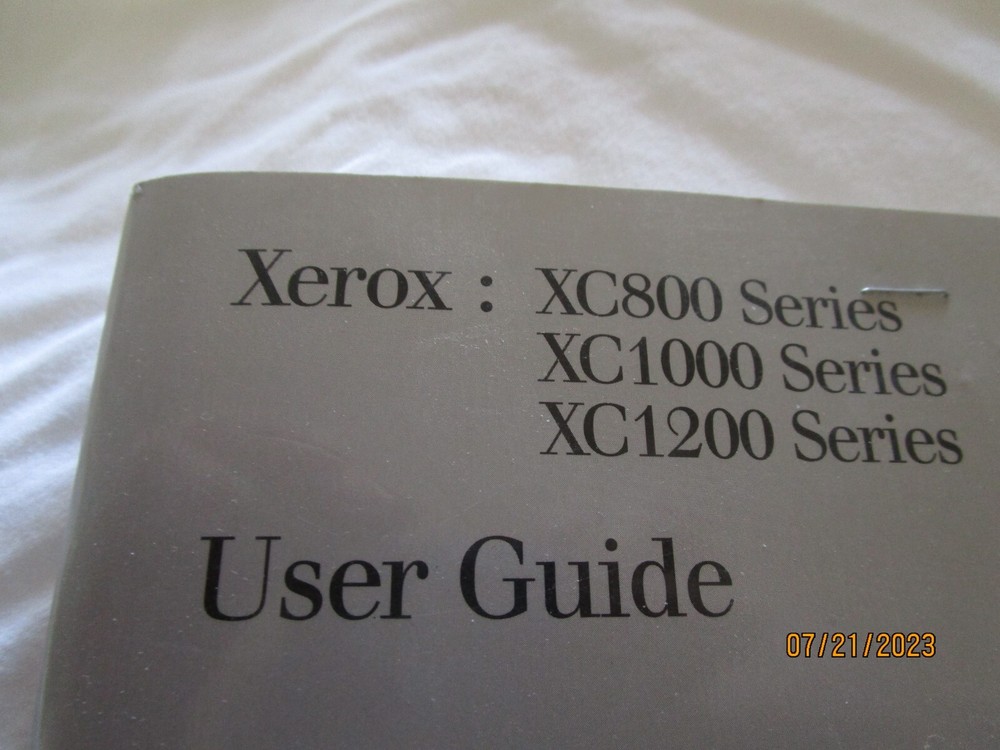 Xerox : XC800 Series
XC1000 Series
XC1200 Series
User Guide
07/21/2023